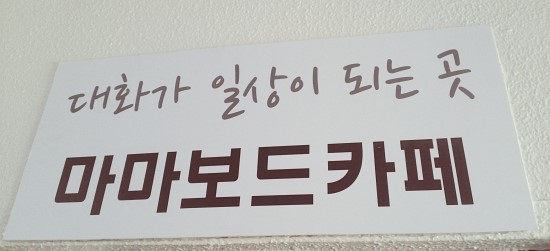 대화가 일상이 되는 곳
마마보드카페